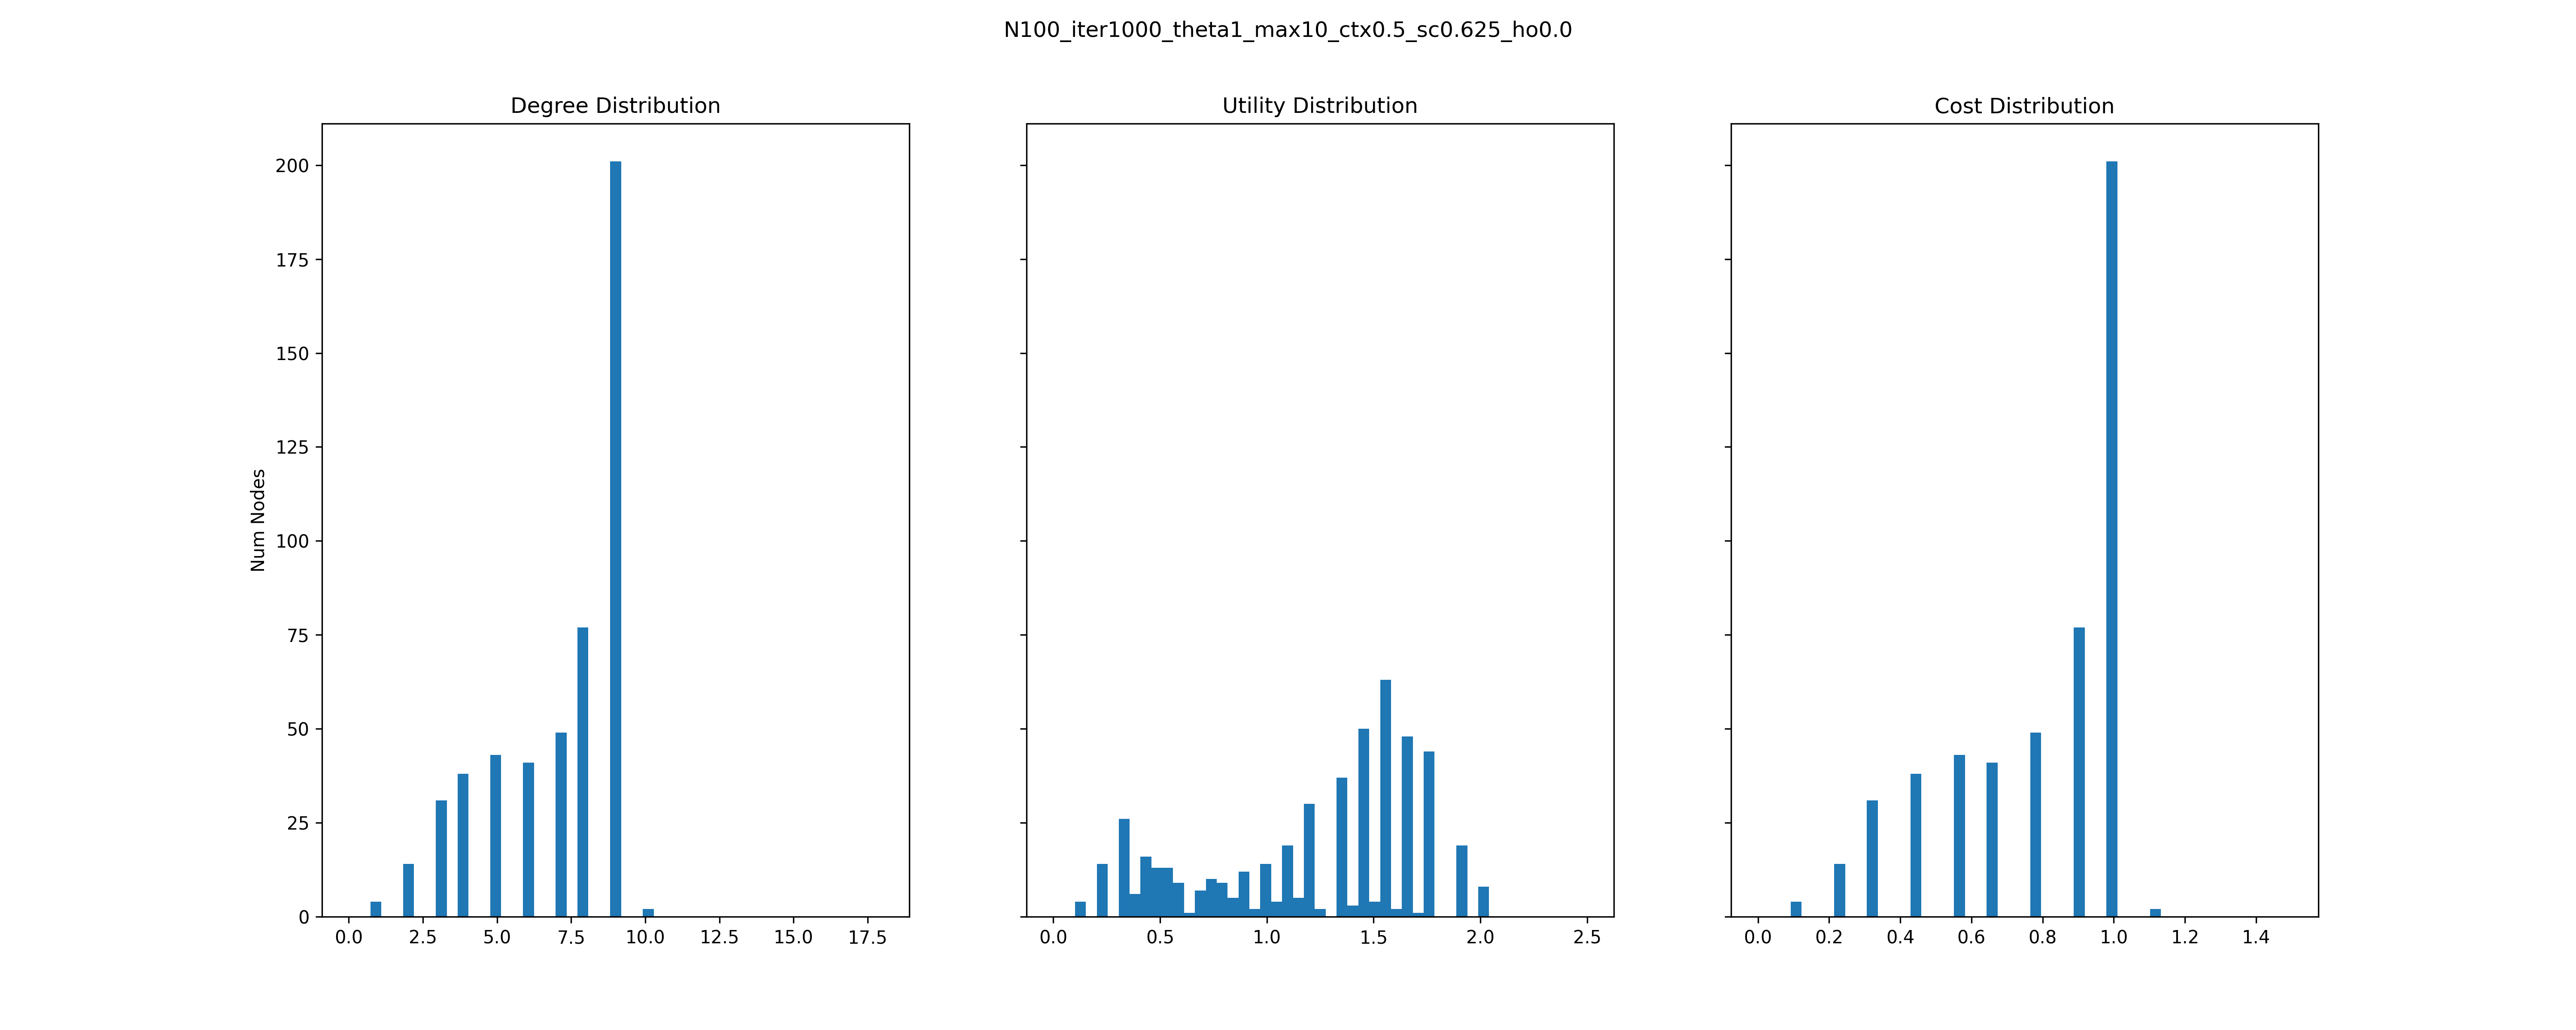 N100_iter1000_theta1_max10_ctx0.5_sc0.625_ho0.0
Degree Distribution
Num Nodes
200
175
150
125
100
75
50
25
0
0.0 2.5 5.0 7.5 10.0 12.5 15.0 17.5
Utility Distribution
0.0 0.5 1.0 1.5 2.0 2.5
Cost Distribution
0.0 0.2 0.4 0.6 0.8 1.0 1.2 1.4